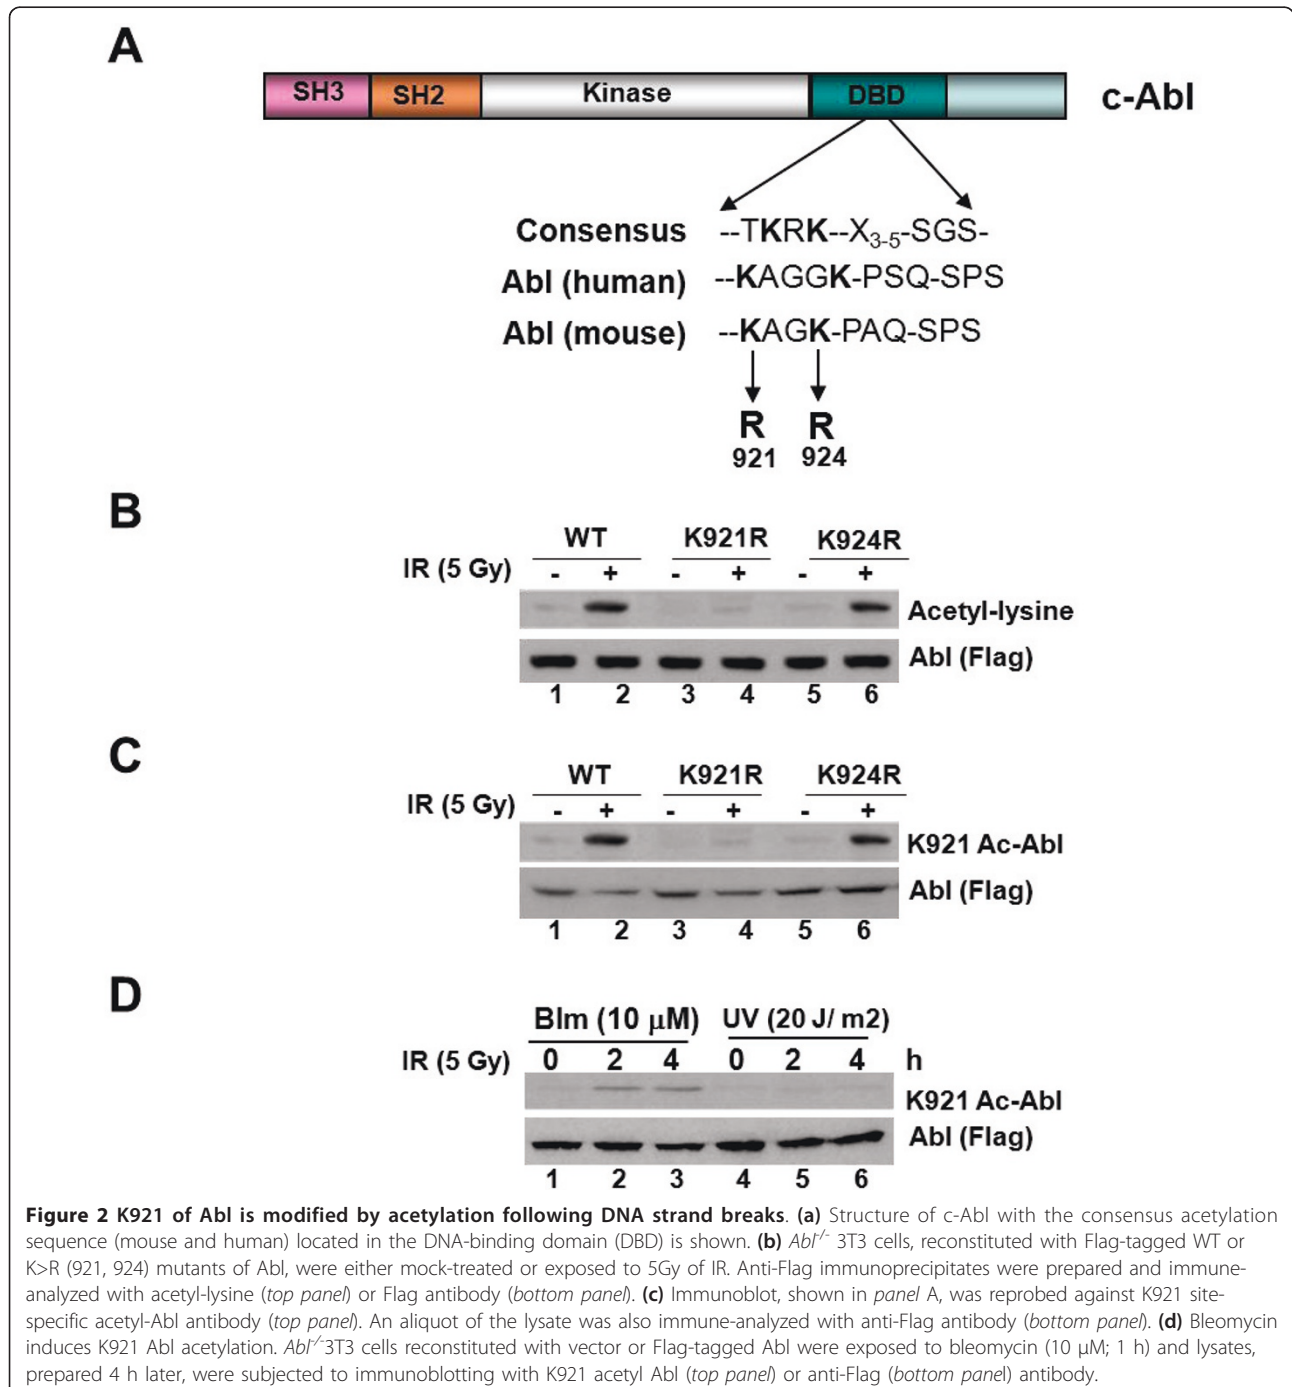 A
SH3 SH2 Kinase DBD c-Abl
Consensus --TKRK--X3-5-SGS-
Abl (human) --KAGGK-PSQ-SPS
Abl (mouse) --KAGK-PAQ-SPS
R R
921 924
B
WT K921R K924R
IR (5 Gy) - + - + - +
Acetyl-lysine
Abl (Flag)
1 2 3 4 5 6
C
WT K921R K924R
IR (5 Gy) - + - + - +
K921 Ac-Abl
Abl (Flag)
1 2 3 4 5 6
D
Blm (10 μM) UV (20 J/ m2)
IR (5 Gy) 0 2 4 0 2 4 h
K921 Ac-Abl
Abl (Flag)
1 2 3 4 5 6
Figure 2 K921 of Abl is modified by acetylation following DNA strand breaks. (a) Structure of c-Abl with the consensus acetylation
sequence (mouse and human) located in the DNA-binding domain (DBD) is shown. (b) Abl-/- 3T3 cells, reconstituted with Flag-tagged WT or
K>R (921, 924) mutants of Abl, were either mock-treated or exposed to 5Gy of IR. Anti-Flag immunoprecipitates were prepared and immune-
analyzed with acetyl-lysine (top panel) or Flag antibody (bottom panel). (c) Immunoblot, shown in panel A, was reprobed against K921 site-
specific acetyl-Abl antibody (top panel). An aliquot of the lysate was also immune-analyzed with anti-Flag antibody (bottom panel). (d) Bleomycin
induces K921 Abl acetylation. Abl-/-3T3 cells reconstituted with vector or Flag-tagged Abl were exposed to bleomycin (10 μM; 1 h) and lysates,
prepared 4 h later, were subjected to immunoblotting with K921 acetyl Abl (top panel) or anti-Flag (bottom panel) antibody.